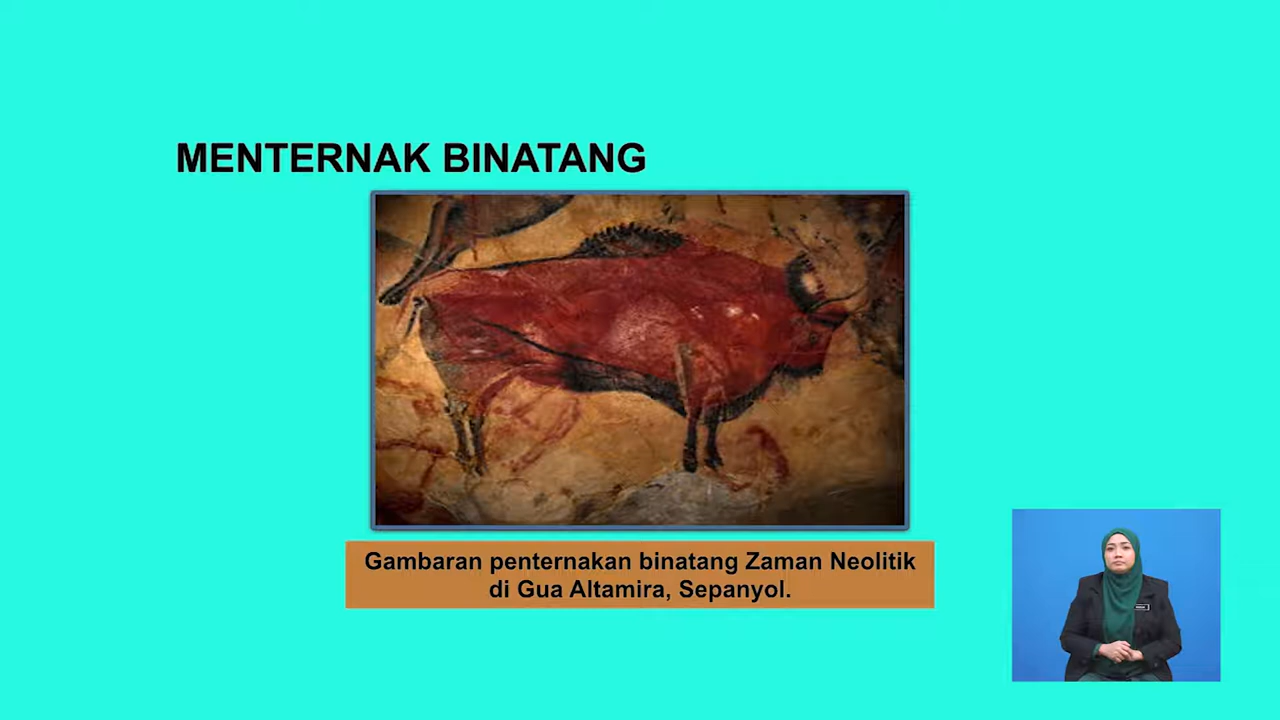 MENTERNAK BINATANG
Gambaran penternakan binatang Zaman Neolitik
di Gua Altamira, Sepanyol.